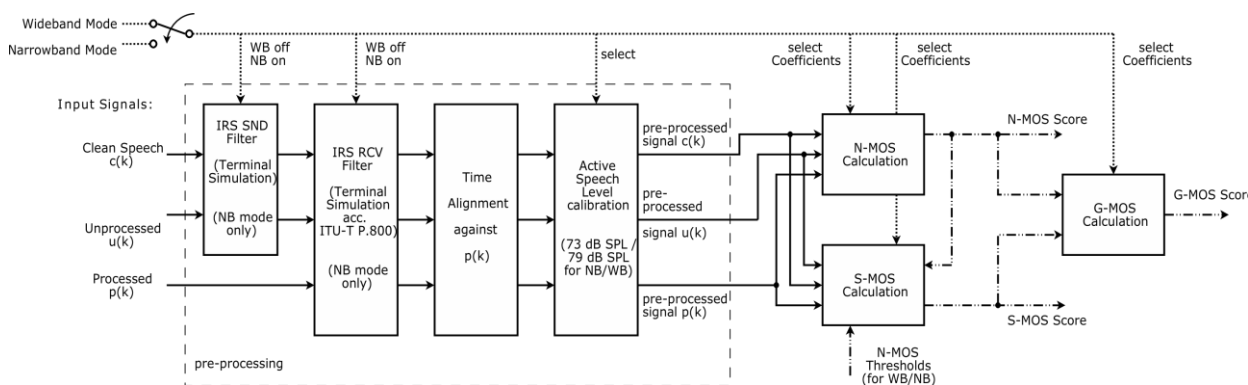 Wideband Mode
Narrowband Mode
WB off
NB on
WB off
NB on
select
select
Coefficients
select
Coefficients
select
Coefficients
Input Signals:
Clean Speech
c(k)
Unprocessed
u(k)
Processed
p(k)
IRS SND
Filter
(Terminal
Simulation)
(NB mode
only)
IRS RCV
Filter
(Terminal
Simulation
acc.
ITU-T P.800)
(NB mode
only)
Time
Alignment
against
p(k)
Active
Speech
Level
calibration
(73 dB SPL /
79 dB SPL
for NB/WB)
pre-processing
pre-processed
signal c(k)
pre-
processed
signal u(k)
pre-processed
signal p(k)
N-MOS
Calculation
S-MOS
Calculation
N-MOS
Thresholds
(for WB/NB)
N-MOS Score
G-MOS
Calculation
G-MOS Score
S-MOS Score